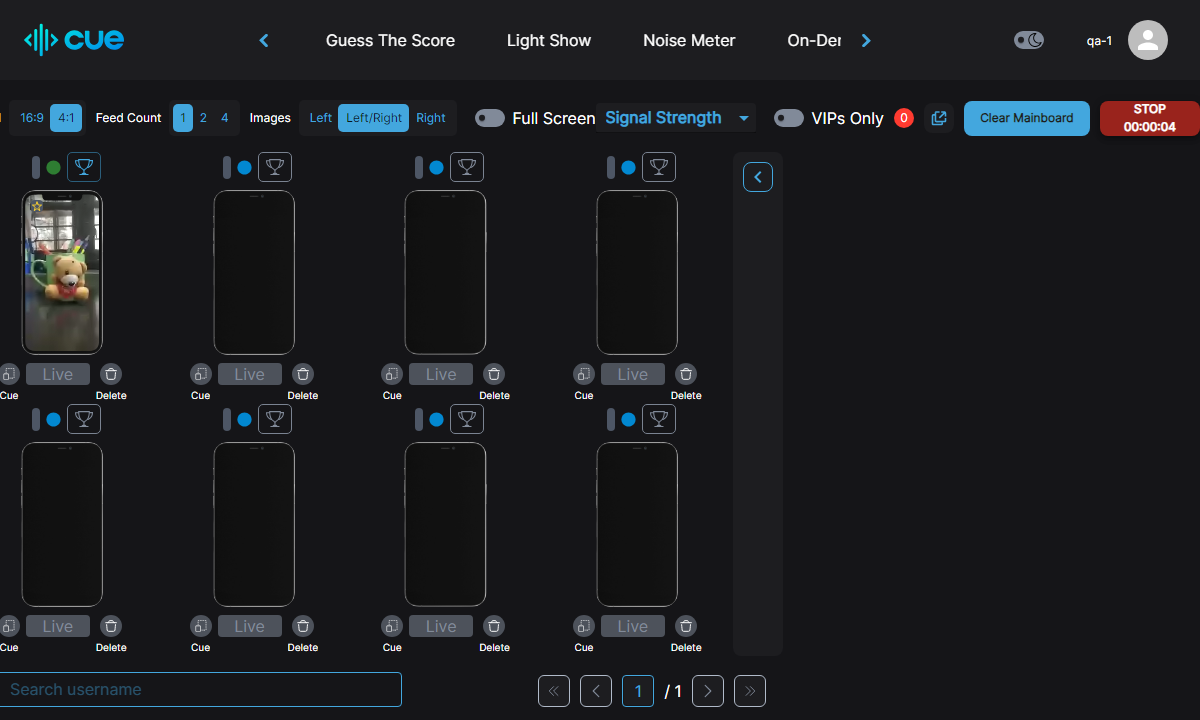 cue
Guess The Score
Light Show
Noise Meter
On-Der
qa-1
16:9
4:1
Feed Count
1
2
4
Images
Left
Left/Right
Right
Full Screen
Signal Strength
VIPs Only
0
Clear Mainboard
STOP
00:00:04
Live
Live
Live
Live
Cue
Delete
Cue
Delete
Cue
Delete
Cue
Delete
Live
Live
Live
Live
Cue
Delete
Cue
Delete
Cue
Delete
Cue
Delete
Search username
1
/ 1